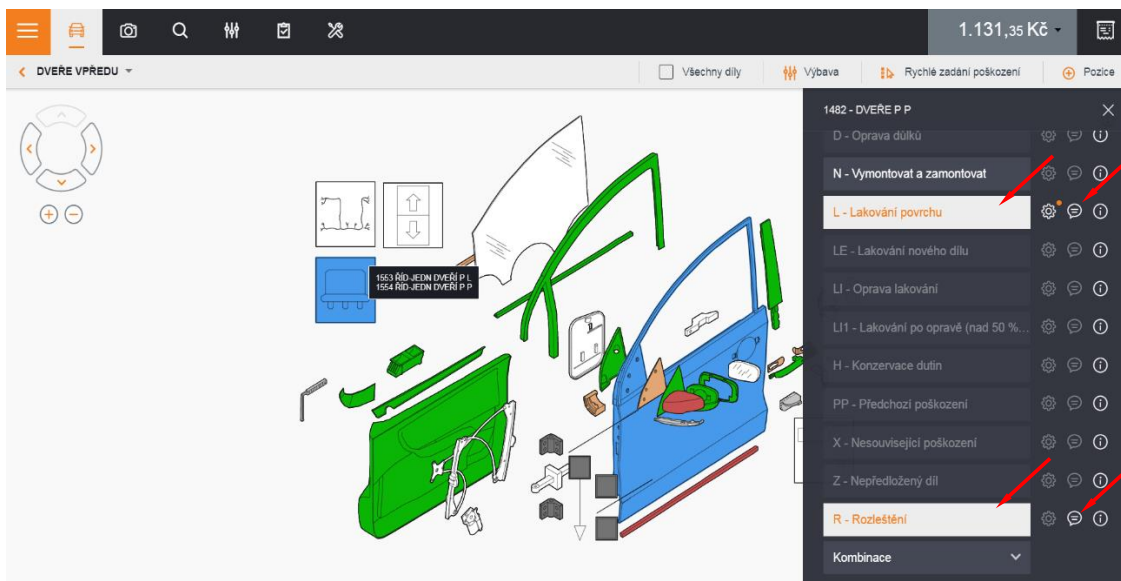 1.131,35 Kč
DVEŘE VPŘEDU
Všechny díly
Výbava
Rychlé zadání poškození
Pozice
1482 - DVEŘE P P
D - Oprava důlků
N - Vymontovat a zamontovat
L - Lakování povrchu
LE - Lakování nového dílu
LI - Oprava lakování
LI1 - Lakování po opravě (nad 50 %...
H - Konzervace dutin
PP - Předchozí poškození
X - Nesouvisející poškození
Z - Nepředložený díl
R - Rozleštění
Kombinace
1553 ŘÍD-JEDN DVEŘÍ P L
1554 ŘÍD-JEDN DVEŘÍ P P